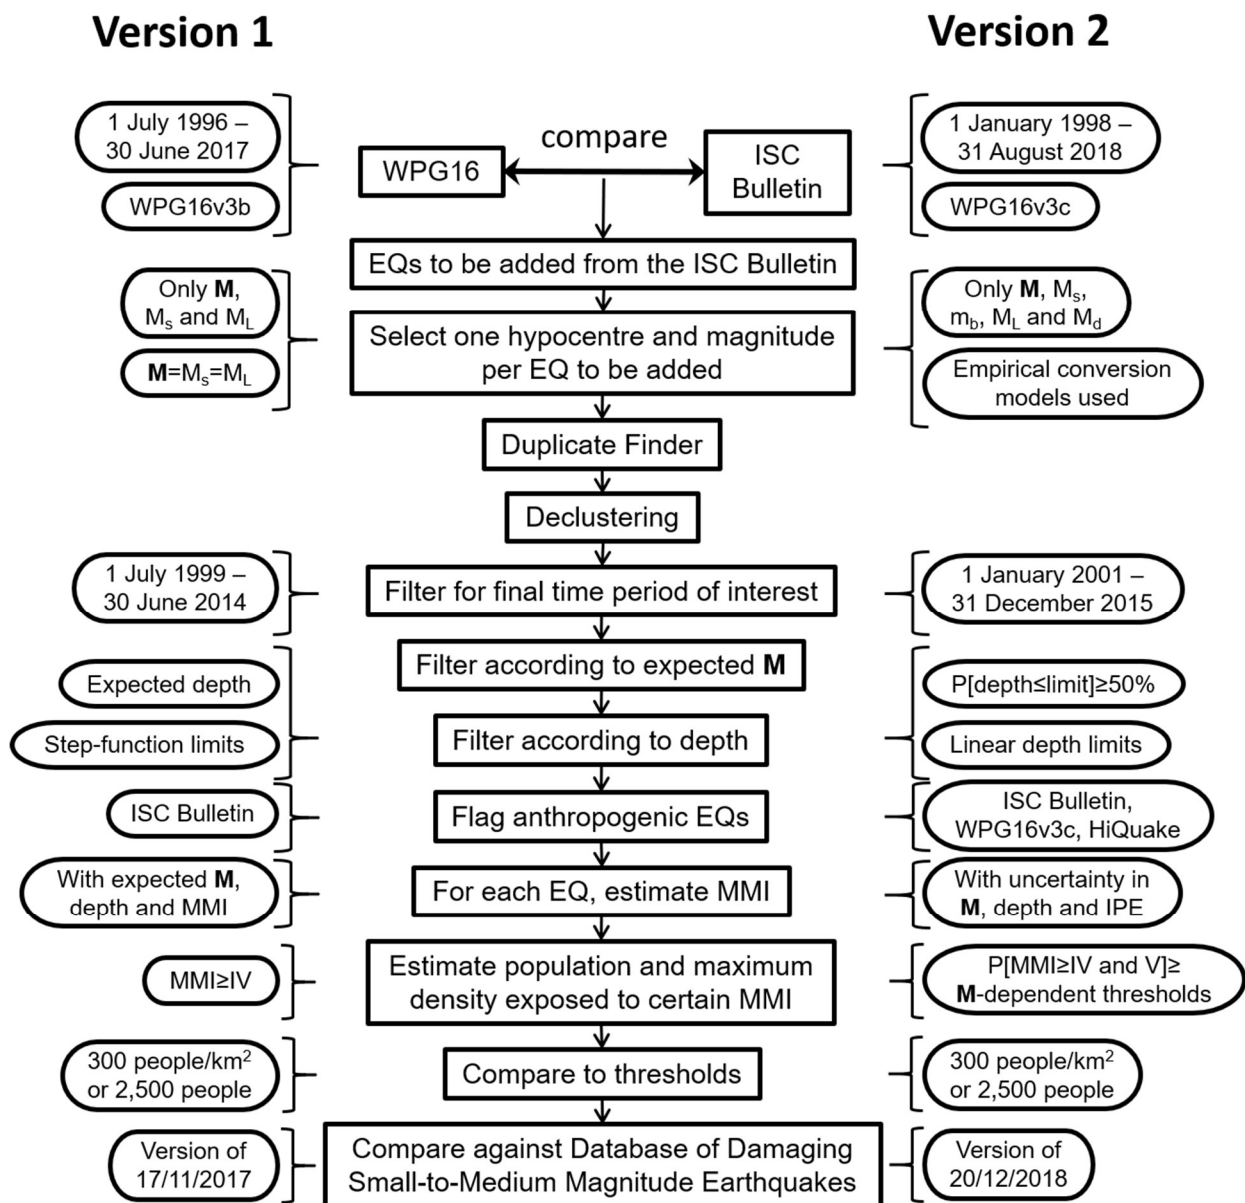 Version 1
Version 2
1 July 1996 –
30 June 2017
WPG16v3b
compare
WPG16
ISC
Bulletin
1 January 1998 –
31 August 2018
WPG16v3c
EQs to be added from the ISC Bulletin
Only M,
Mₛ and M_L
M=Mₛ=M_L
Select one hypocentre and magnitude
per EQ to be added
Only M, Mₛ,
m_b, M_L and M_d
Empirical conversion
models used
Duplicate Finder
Declustering
1 July 1999 –
30 June 2014
Filter for final time period of interest
1 January 2001 –
31 December 2015
Filter according to expected M
Expected depth
Step-function limits
Filter according to depth
P[depth≤limit]≥50%
Linear depth limits
ISC Bulletin
Flag anthropogenic EQs
ISC Bulletin,
WPG16v3c, HiQuake
With expected M,
depth and MMI
For each EQ, estimate MMI
With uncertainty in
M, depth and IPE
MMI≥IV
Estimate population and maximum
density exposed to certain MMI
P[MMI≥IV and V]≥
M-dependent thresholds
300 people/km²
or 2,500 people
Compare to thresholds
300 people/km²
or 2,500 people
Version of
17/11/2017
Compare against Database of Damaging
Small-to-Medium Magnitude Earthquakes
Version of
20/12/2018